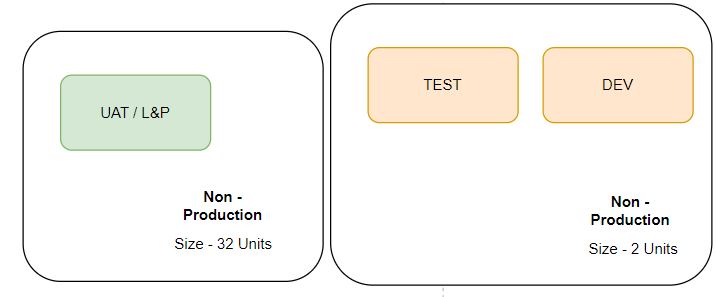 UAT / L&P
Non -
Production
Size - 32 Units
TEST
DEV
Non -
Production
Size - 2 Units